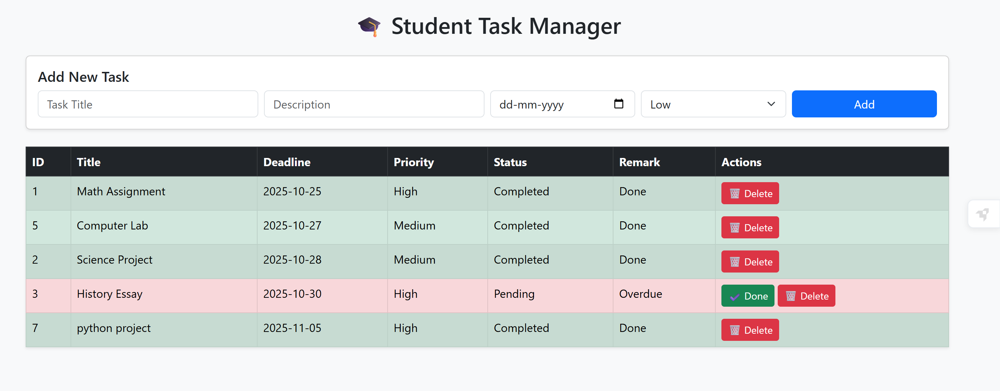 🎓 Student Task Manager
Add New Task
Task Title Description dd-mm-yyyy Low Add
ID Title Deadline Priority Status Remark Actions
1 Math Assignment 2025-10-25 High Completed Done 🗑 Delete
5 Computer Lab 2025-10-27 Medium Completed Done 🗑 Delete
2 Science Project 2025-10-28 Medium Completed Done 🗑 Delete
3 History Essay 2025-10-30 High Pending Overdue ✔ Done 🗑 Delete
7 python project 2025-11-05 High Completed Done 🗑 Delete